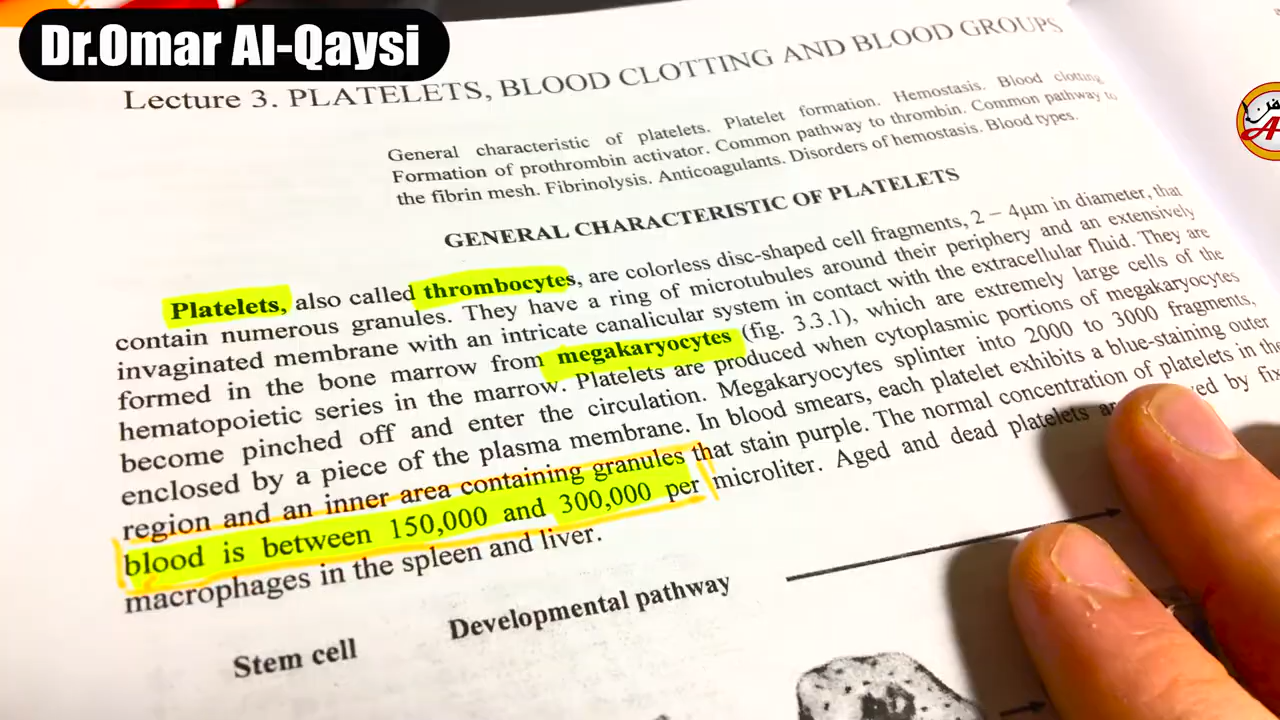 Dr.Omar Al-Qaysi
Lecture 3. PLATELETS, BLOOD CLOTTING AND BLOOD GROUPS
General characteristic of platelets. Platelet formation. Hemostasis. Blood clotting.
Formation of prothrombin activator. Common pathway to thrombin. Common pathway to
the fibrin mesh. Fibrinolysis. Anticoagulants. Disorders of hemostasis. Blood types.
GENERAL CHARACTERISTIC OF PLATELETS
Platelets, also called thrombocytes, are colorless disc-shaped cell fragments, 2 – 4μm in diameter, that
contain numerous granules. They have a ring of microtubules around their periphery and an extensively
invaginated membrane with an intricate canalicular system in contact with the extracellular fluid. They are
formed in the bone marrow from megakaryocytes (fig. 3.3.1), which are extremely large cells of the
hematopoietic series in the marrow. Platelets are produced when cytoplasmic portions of megakaryocytes
become pinched off and enter the circulation. Megakaryocytes splinter into 2000 to 3000 fragments,
enclosed by a piece of the plasma membrane. In blood smears, each platelet exhibits a blue-staining outer
region and an inner area containing granules that stain purple. The normal concentration of platelets in the
blood is between 150,000 and 300,000 per microliter. Aged and dead platelets by
macrophages in the spleen and liver.
Developmental pathway
Stem cell